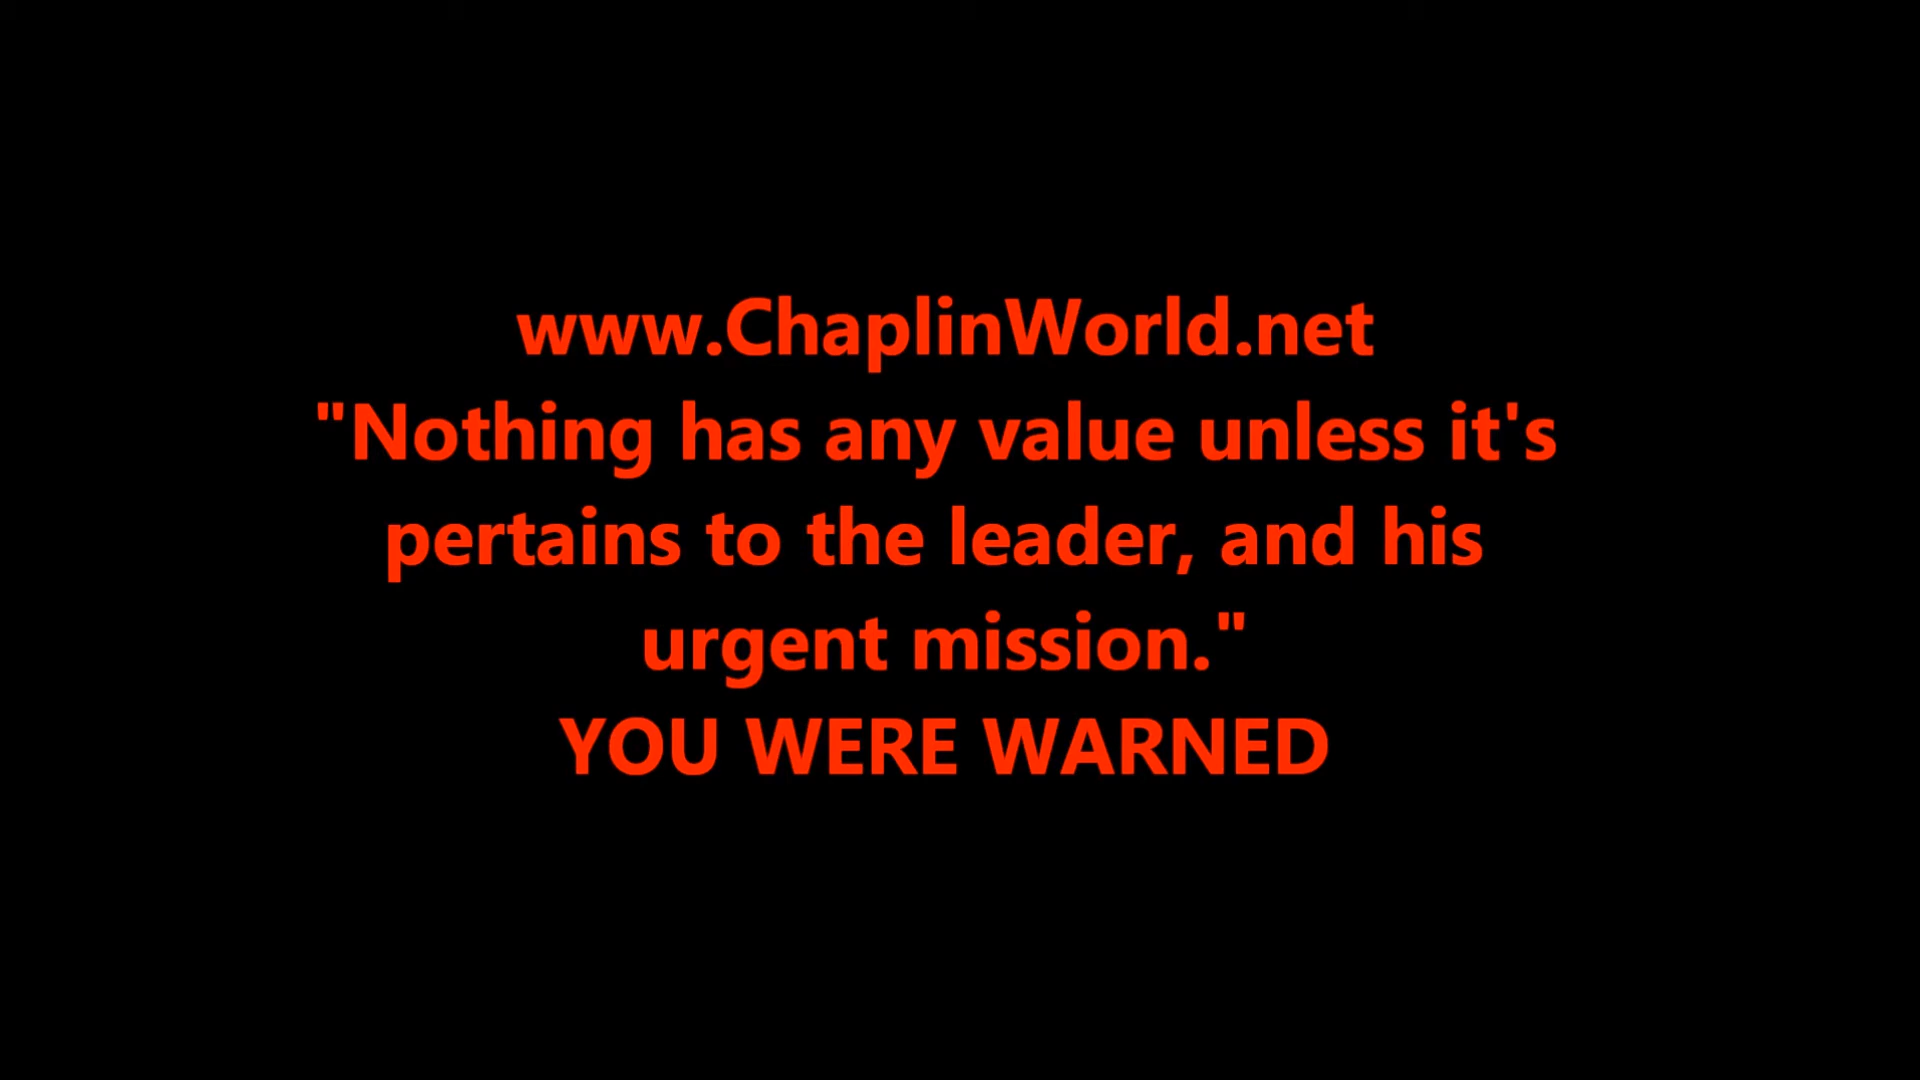 www.ChaplinWorld.net
"Nothing has any value unless it's
pertains to the leader, and his
urgent mission."
YOU WERE WARNED